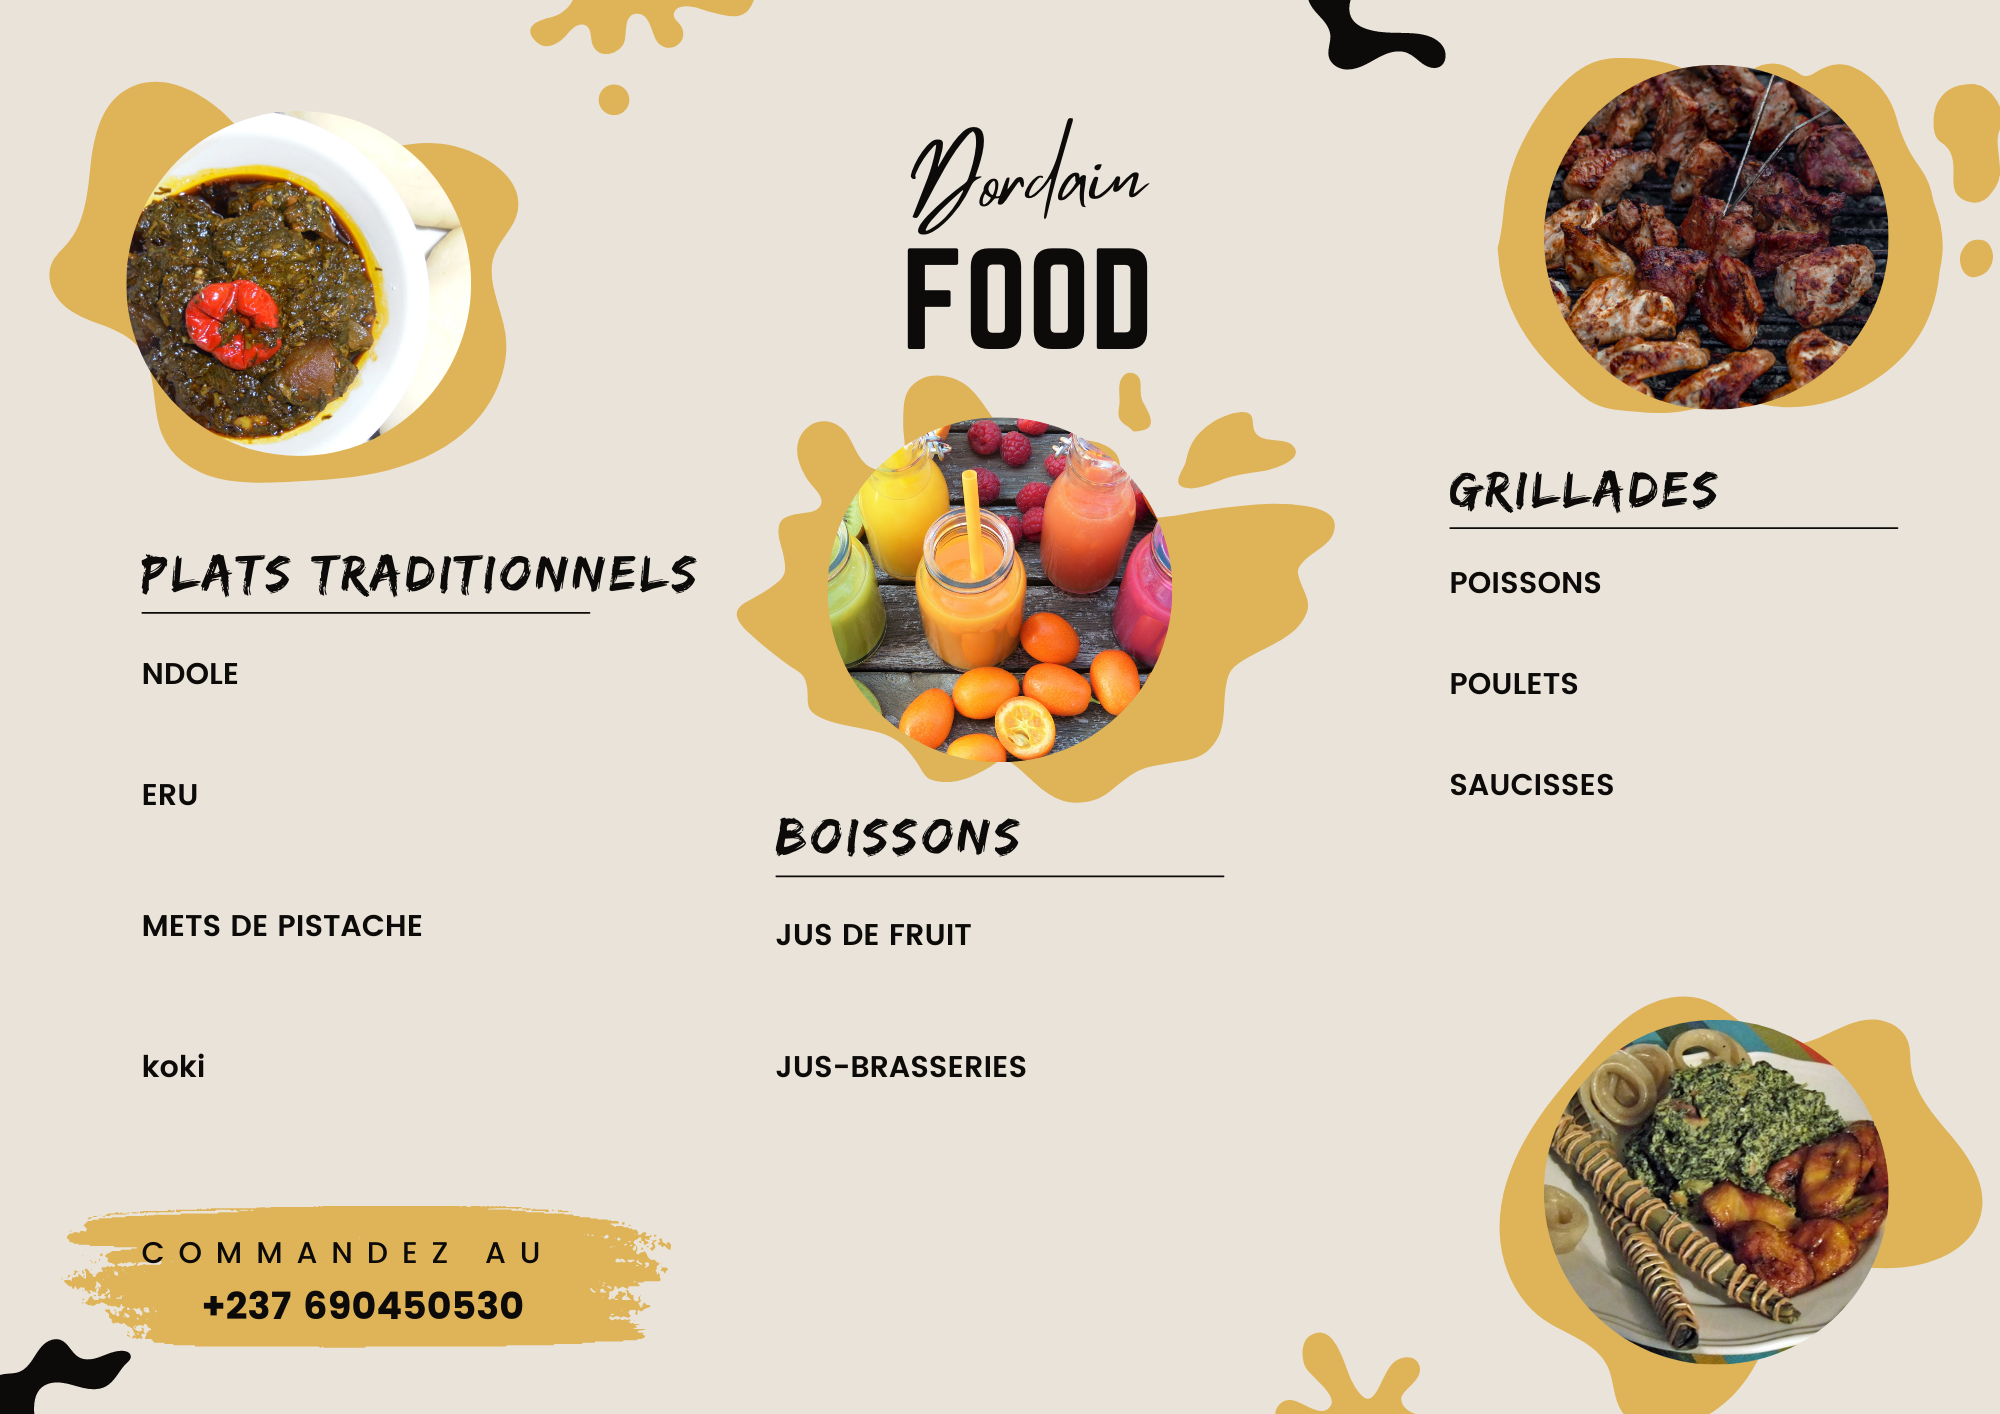 Dordain
FOOD
PLATS TRADITIONNELS
NDOLE
ERU
METS DE PISTACHE
koki
COMMANDEZ AU
+237 690450530
BOISSONS
JUS DE FRUIT
JUS-BRASSERIES
GRILLADES
POISSONS
POULETS
SAUCISSES